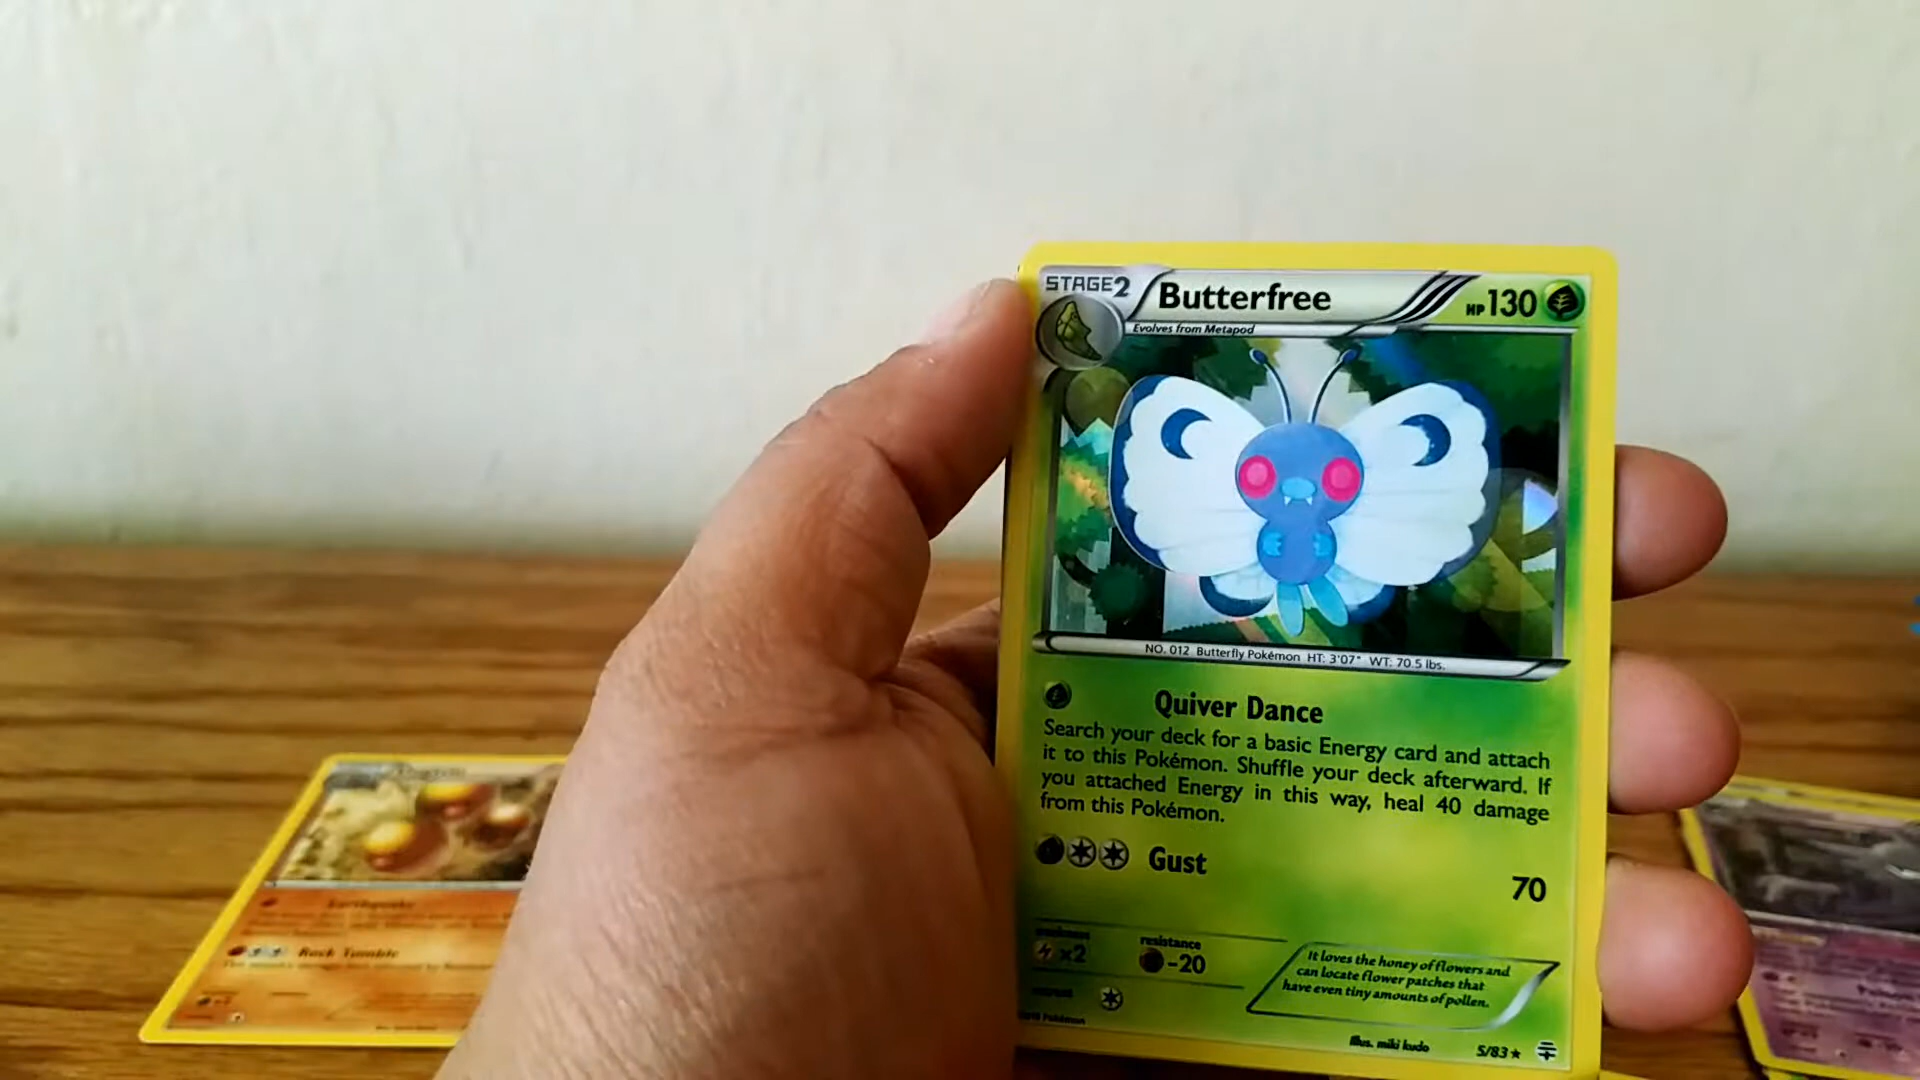 STAGE2 Butterfree HP130
Evolves from Metapod
NO. 012 Butterfly Pokémon HT: 3'07" WT: 70.5 lbs.
Quiver Dance
Search your deck for a basic Energy card and attach
it to this Pokémon. Shuffle your deck afterward. If
you attached Energy in this way, heal 40 damage
from this Pokémon.
Gust 70
weakness resistance
x2 -20
It loves the honey of flowers and
can locate flower patches that
have even tiny amounts of pollen.
Pokémon
Illus. miki kudo 5/83
Earthquake
Rock Tumble